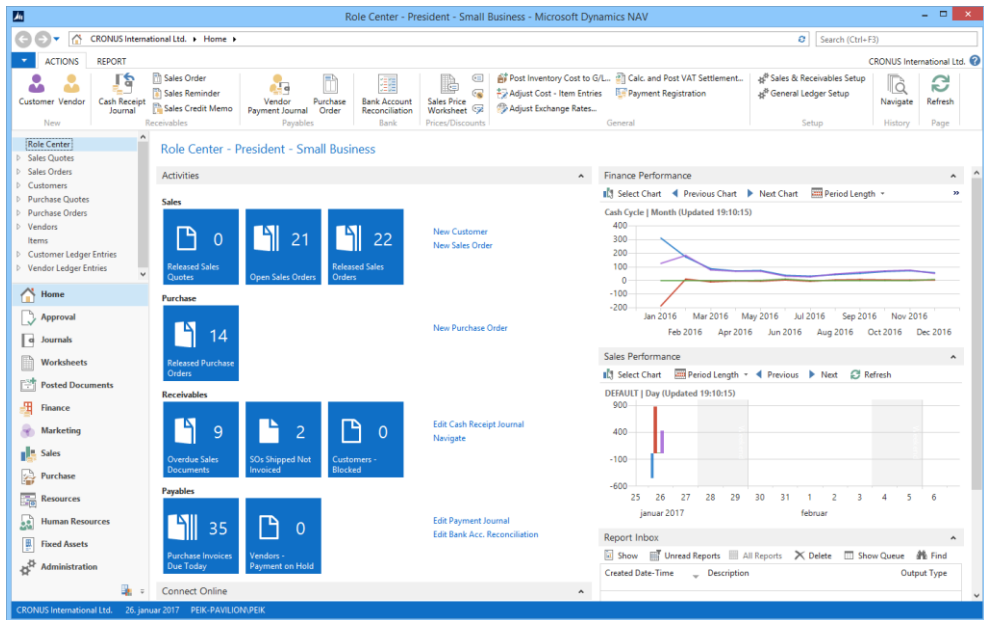 Role Center - President - Small Business - Microsoft Dynamics NAV
CRONUS International Ltd. Home
Search (Ctrl+F3)
ACTIONS REPORT
CRONUS International Ltd.
Customer Vendor
New
Cash Receipt Journal
Sales Order
Sales Reminder
Sales Credit Memo
Receivables
Vendor Payment Journal
Purchase Order
Payables
Bank Account Reconciliation
Bank
Sales Price Worksheet
Prices/Discounts
Post Inventory Cost to G/L...
Adjust Cost - Item Entries
Adjust Exchange Rates...
Calc. and Post VAT Settlement...
Payment Registration
General
Sales & Receivables Setup
General Ledger Setup
Setup
Navigate
History
Refresh
Page
Role Center
Sales Quotes
Sales Orders
Customers
Purchase Quotes
Purchase Orders
Vendors
Items
Customer Ledger Entries
Vendor Ledger Entries
Home
Approval
Journals
Worksheets
Posted Documents
Finance
Marketing
Sales
Purchase
Resources
Human Resources
Fixed Assets
Administration
Role Center - President - Small Business
Activities
Sales
0
Released Sales Quotes
21
Open Sales Orders
22
Released Sales Orders
New Customer
New Sales Order
Purchase
14
Released Purchase Orders
New Purchase Order
Receivables
9
Overdue Sales Documents
2
SOs Shipped Not Invoiced
0
Customers - Blocked
Edit Cash Receipt Journal
Navigate
Payables
35
Purchase Invoices Due Today
0
Vendors - Payment on Hold
Edit Payment Journal
Edit Bank Acc. Reconciliation
Connect Online
Finance Performance
Select Chart Previous Chart Next Chart Period Length
Cash Cycle | Month (Updated 19:10:15)
400
300
200
100
0
-100
-200
Jan 2016 Mar 2016 May 2016 Jul 2016 Sep 2016 Nov 2016
Feb 2016 Apr 2016 Jun 2016 Aug 2016 Oct 2016 Dec 2016
Sales Performance
Select Chart Period Length Previous Next Refresh
DEFAULT | Day (Updated 19:10:15)
900
400
-100
-600
25 26 27 28 29 30 31 1 2 3 4 5 6
januar 2017 februar
Report Inbox
Show Unread Reports All Reports Delete Show Queue Find
Created Date-Time Description Output Type
CRONUS International Ltd. 26. januar 2017 PEIK-PAVILION\PEIK